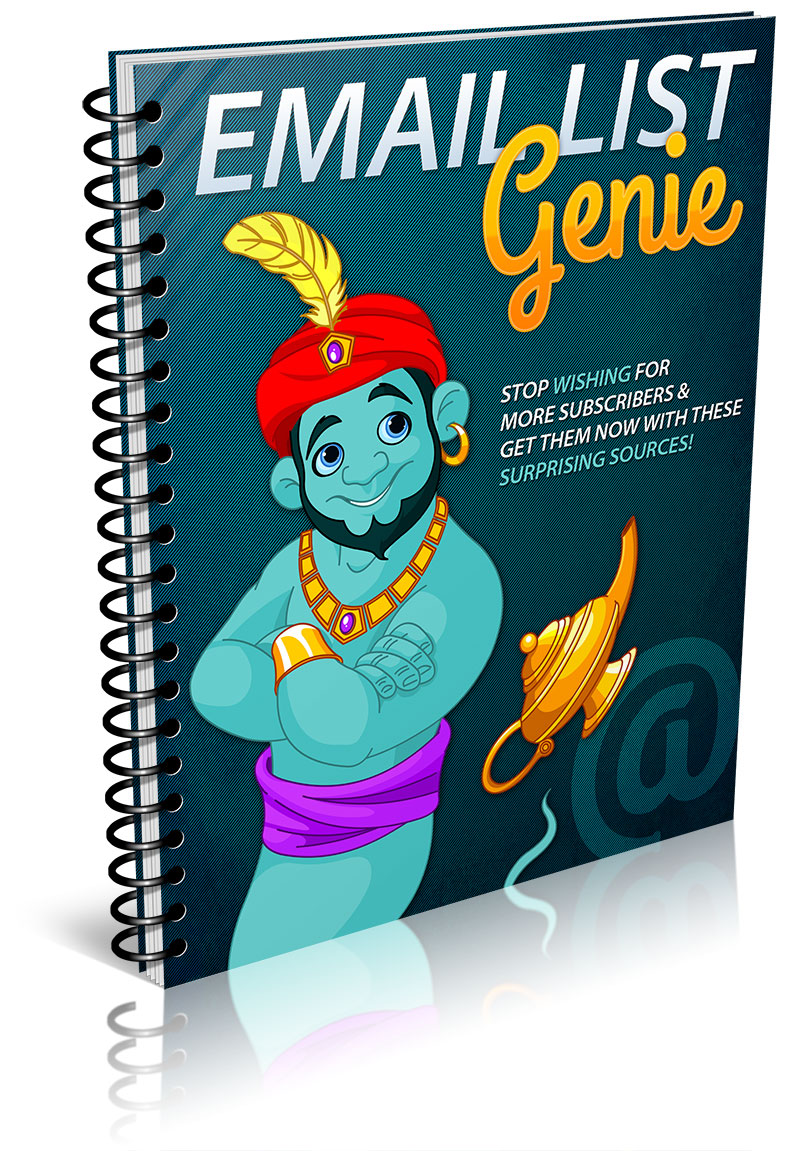 EMAIL LIST
Genie
STOP WISHING FOR
MORE SUBSCRIBERS &
GET THEM NOW WITH THESE
SURPRISING SOURCES!
@